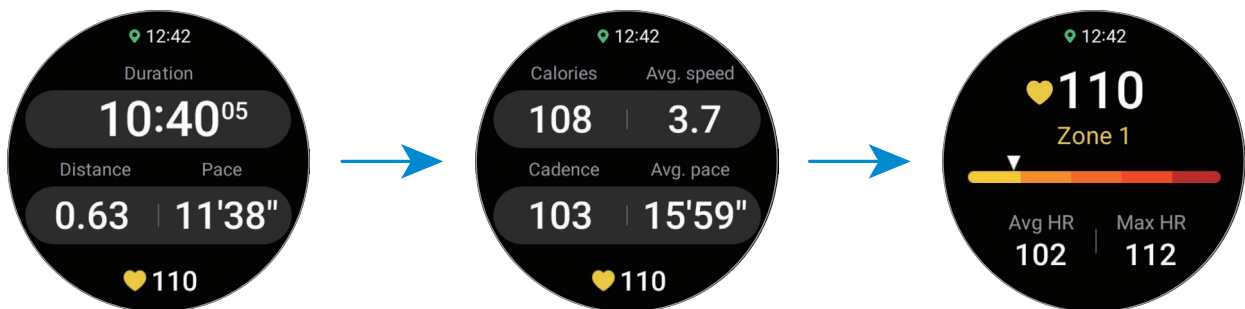 12:42
Duration
10:40 05
Distance Pace
0.63 11'38"
110
12:42
Calories Avg. speed
108 3.7
Cadence Avg. pace
103 15'59"
110
12:42
110
Zone 1
Avg HR Max HR
102 112